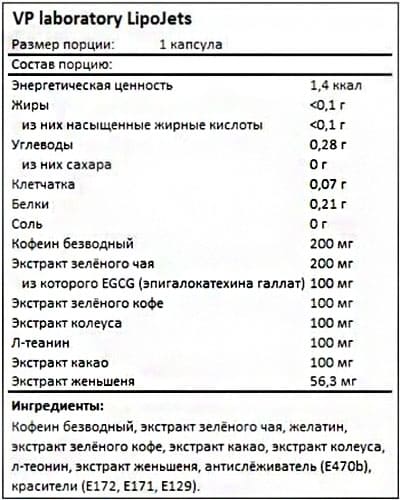 VP laboratory LipoJets
Размер порции: 1 капсула
Состав порцию:
Энергетическая ценность 1,4 ккал
Жиры <0,1 г
из них насыщенные жирные кислоты <0,1 г
Углеводы 0,28 г
из них сахара 0 г
Клетчатка 0,07 г
Белки 0,21 г
Соль 0 г
Кофеин безводный 200 мг
Экстракт зелёного чая 200 мг
из которого EGCG (эпигалокатехина галлат) 100 мг
Экстракт зелёного кофе 100 мг
Экстракт колеуса 100 мг
Л-теанин 100 мг
Экстракт какао 100 мг
Экстракт женьшеня 56,3 мг
Ингредиенты:
Кофеин безводный, экстракт зелёного чая, желатин,
экстракт зелёного кофе, экстракт какао, экстракт колеуса,
л-теонин, экстракт женьшеня, антислёживатель (E470b),
красители (E172, E171, E129).